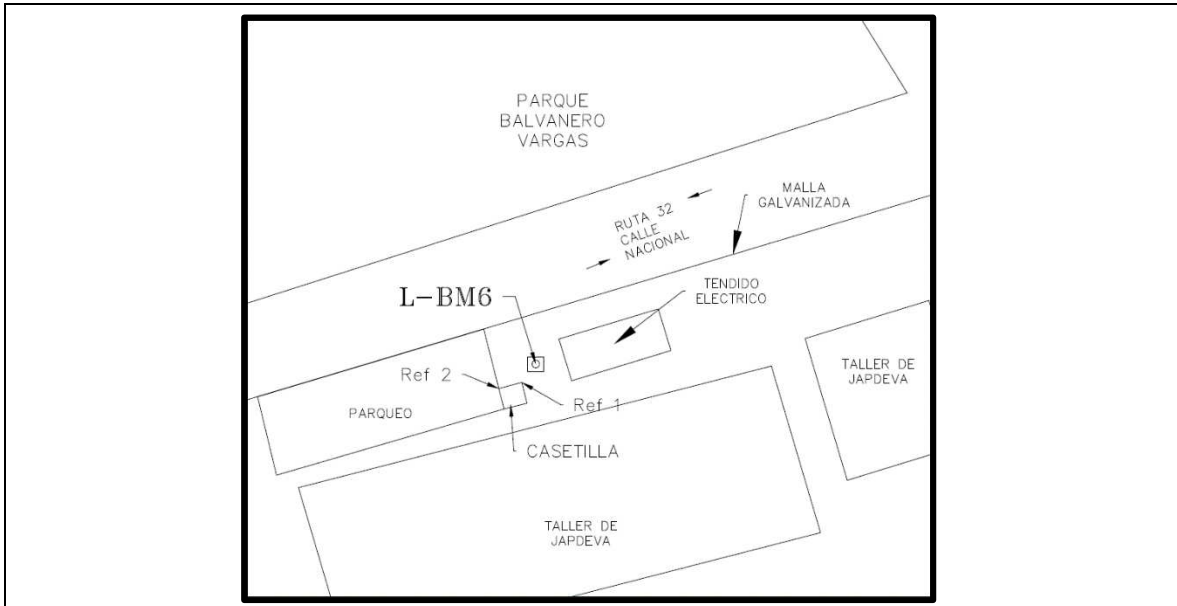 PARQUE
BALVANERO
VARGAS
MALLA
GALVANIZADA
RUTA 32
CALLE
NACIONAL
TENDIDO
ELECTRICO
L-BM6
TALLER DE
JAPDEVA
Ref 2
Ref 1
PARQUEO
CASETILLA
TALLER DE
JAPDEVA